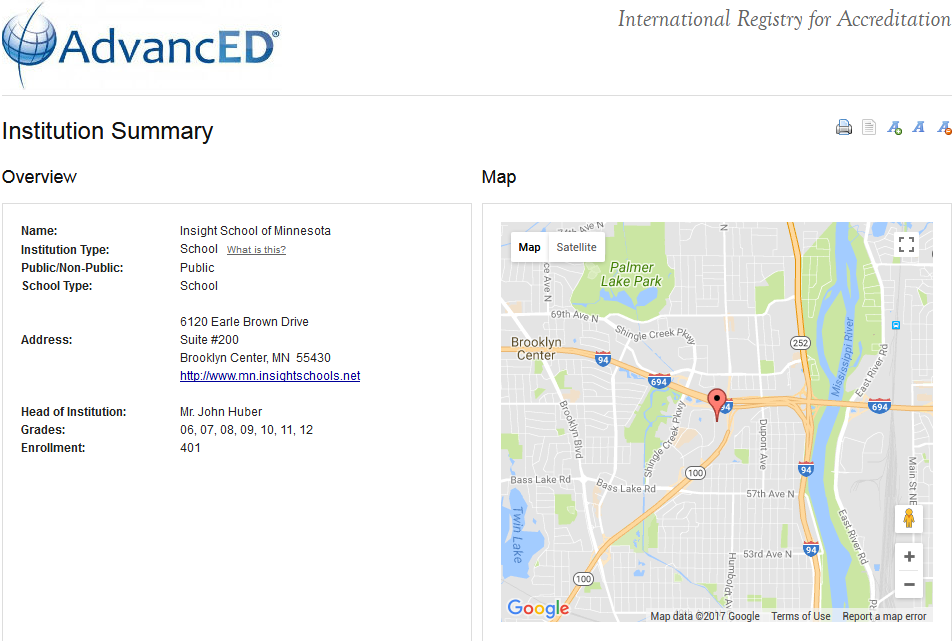 AdvancED®
International Registry for Accreditation
Institution Summary
Overview
Name: Insight School of Minnesota
Institution Type: School What is this?
Public/Non-Public: Public
School Type: School
Address: 6120 Earle Brown Drive
Suite #200
Brooklyn Center, MN 55430
http://www.mn.insightschools.net
Head of Institution: Mr. John Huber
Grades: 06, 07, 08, 09, 10, 11, 12
Enrollment: 401
Map
Map Satellite
74th Ave N
Palmer
Lake Park
69th Ave N
Shingle Creek Pkwy
Brooklyn
Center
252
Mississippi River
East River Rd
94
694
94
694
Brooklyn Blvd
Shingle Creek Pkwy
Dupont Ave
100
94
Main St NE
Bass Lake Rd
Bass Lake Rd
57th Ave N
Twin Lake
East River Rd
53rd Ave N
94
Humboldt
100
Google
Map data ©2017 Google Terms of Use Report a map error